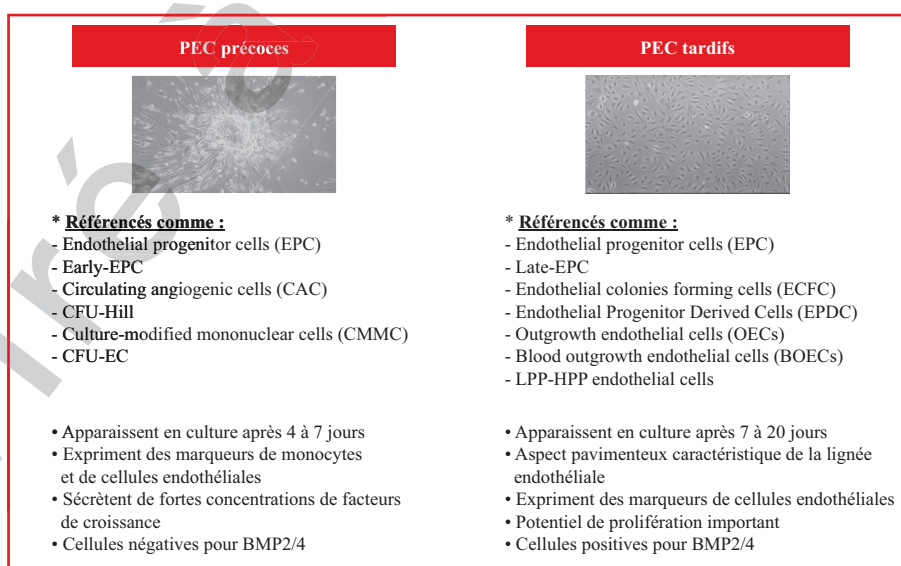 PEC précoces
* Référencés comme :
- Endothelial progenitor cells (EPC)
- Early-EPC
- Circulating angiogenic cells (CAC)
- CFU-Hill
- Culture-modified mononuclear cells (CMMC)
- CFU-EC
• Apparaissent en culture après 4 à 7 jours
• Expriment des marqueurs de monocytes
et de cellules endothéliales
• Sécrètent de fortes concentrations de facteurs
de croissance
• Cellules négatives pour BMP2/4
PEC tardifs
* Référencés comme :
- Endothelial progenitor cells (EPC)
- Late-EPC
- Endothelial colonies forming cells (ECFC)
- Endothelial Progenitor Derived Cells (EPDC)
- Outgrowth endothelial cells (OECs)
- Blood outgrowth endothelial cells (BOECs)
- LPP-HPP endothelial cells
• Apparaissent en culture après 7 à 20 jours
• Aspect pavimenteux caractéristique de la lignée
endothéliale
• Expriment des marqueurs de cellules endothéliales
• Potentiel de prolifération important
• Cellules positives pour BMP2/4